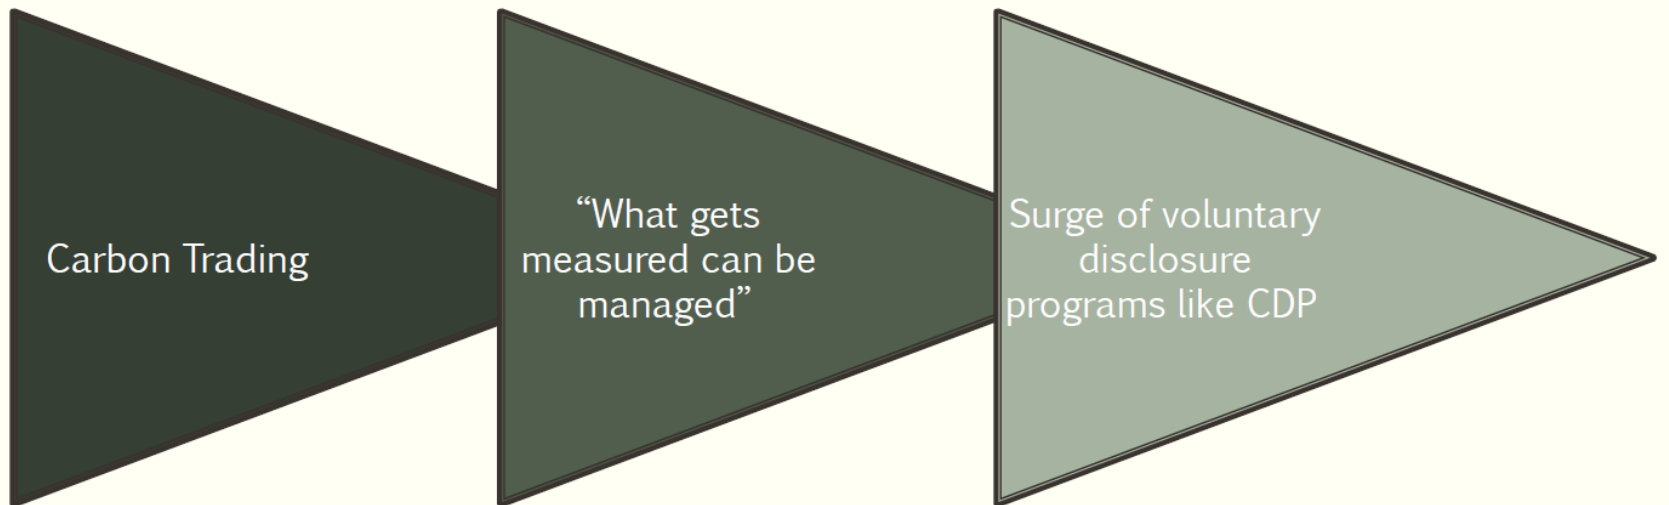 Carbon Trading
“What gets
measured can be
managed”
Surge of voluntary
disclosure
programs like CDP